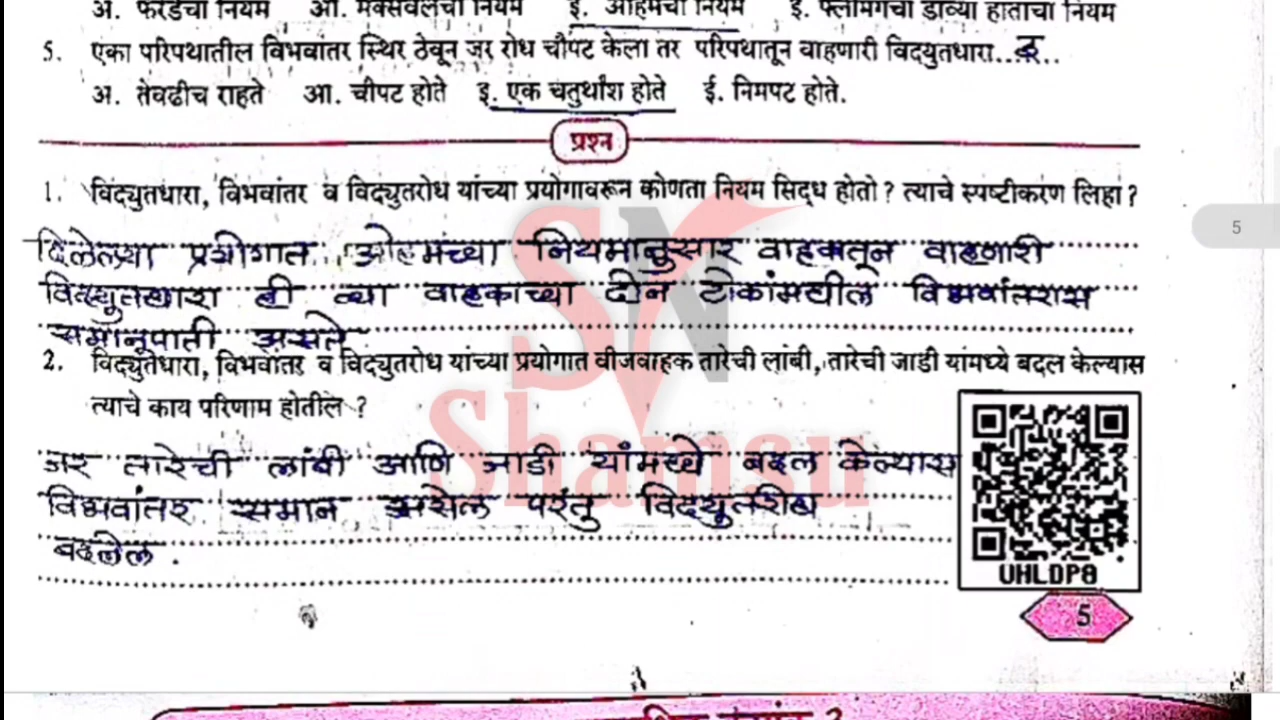 अ. फॅरेडेचा नियम आ. मॅक्सवेलचा नियम इ. ओहमचा नियम ई. फ्लेमिंगचा डाव्या हाताचा नियम
5. एका परिपथातील विभवांतर स्थिर ठेवून जर रोध चौपट केला तर परिपथातून वाहणारी विद्युतधारा...इ..
अ. तेवढीच राहते आ. चौपट होते इ. एक चतुर्थांश होते ई. निमपट होते.
प्रश्न
1. विद्युतधारा, विभवांतर व विद्युतरोध यांच्या प्रयोगावरून कोणता नियम सिद्ध होतो? त्याचे स्पष्टीकरण लिहा?
दिलेल्या प्रयोगात, ओहमच्या नियमानुसार वाहकातून वाहणारी
विद्युतधारा ही त्या वाहकाच्या दोन टोकांमधील विभवांतरास
समानुपाती असते
2. विद्युतधारा, विभवांतर व विद्युतरोध यांच्या प्रयोगात वीजवाहक तारेची लांबी, तारेची जाडी यांमध्ये बदल केल्यास
त्याचे काय परिणाम होतील?
जर तारेची लांबी आणि जाडी यांमध्ये बदल केल्यास
विभवांतर समान असेल परंतु विद्युतरोध
बदलेल.
SN
Shamsu
UHLDP8
5
5